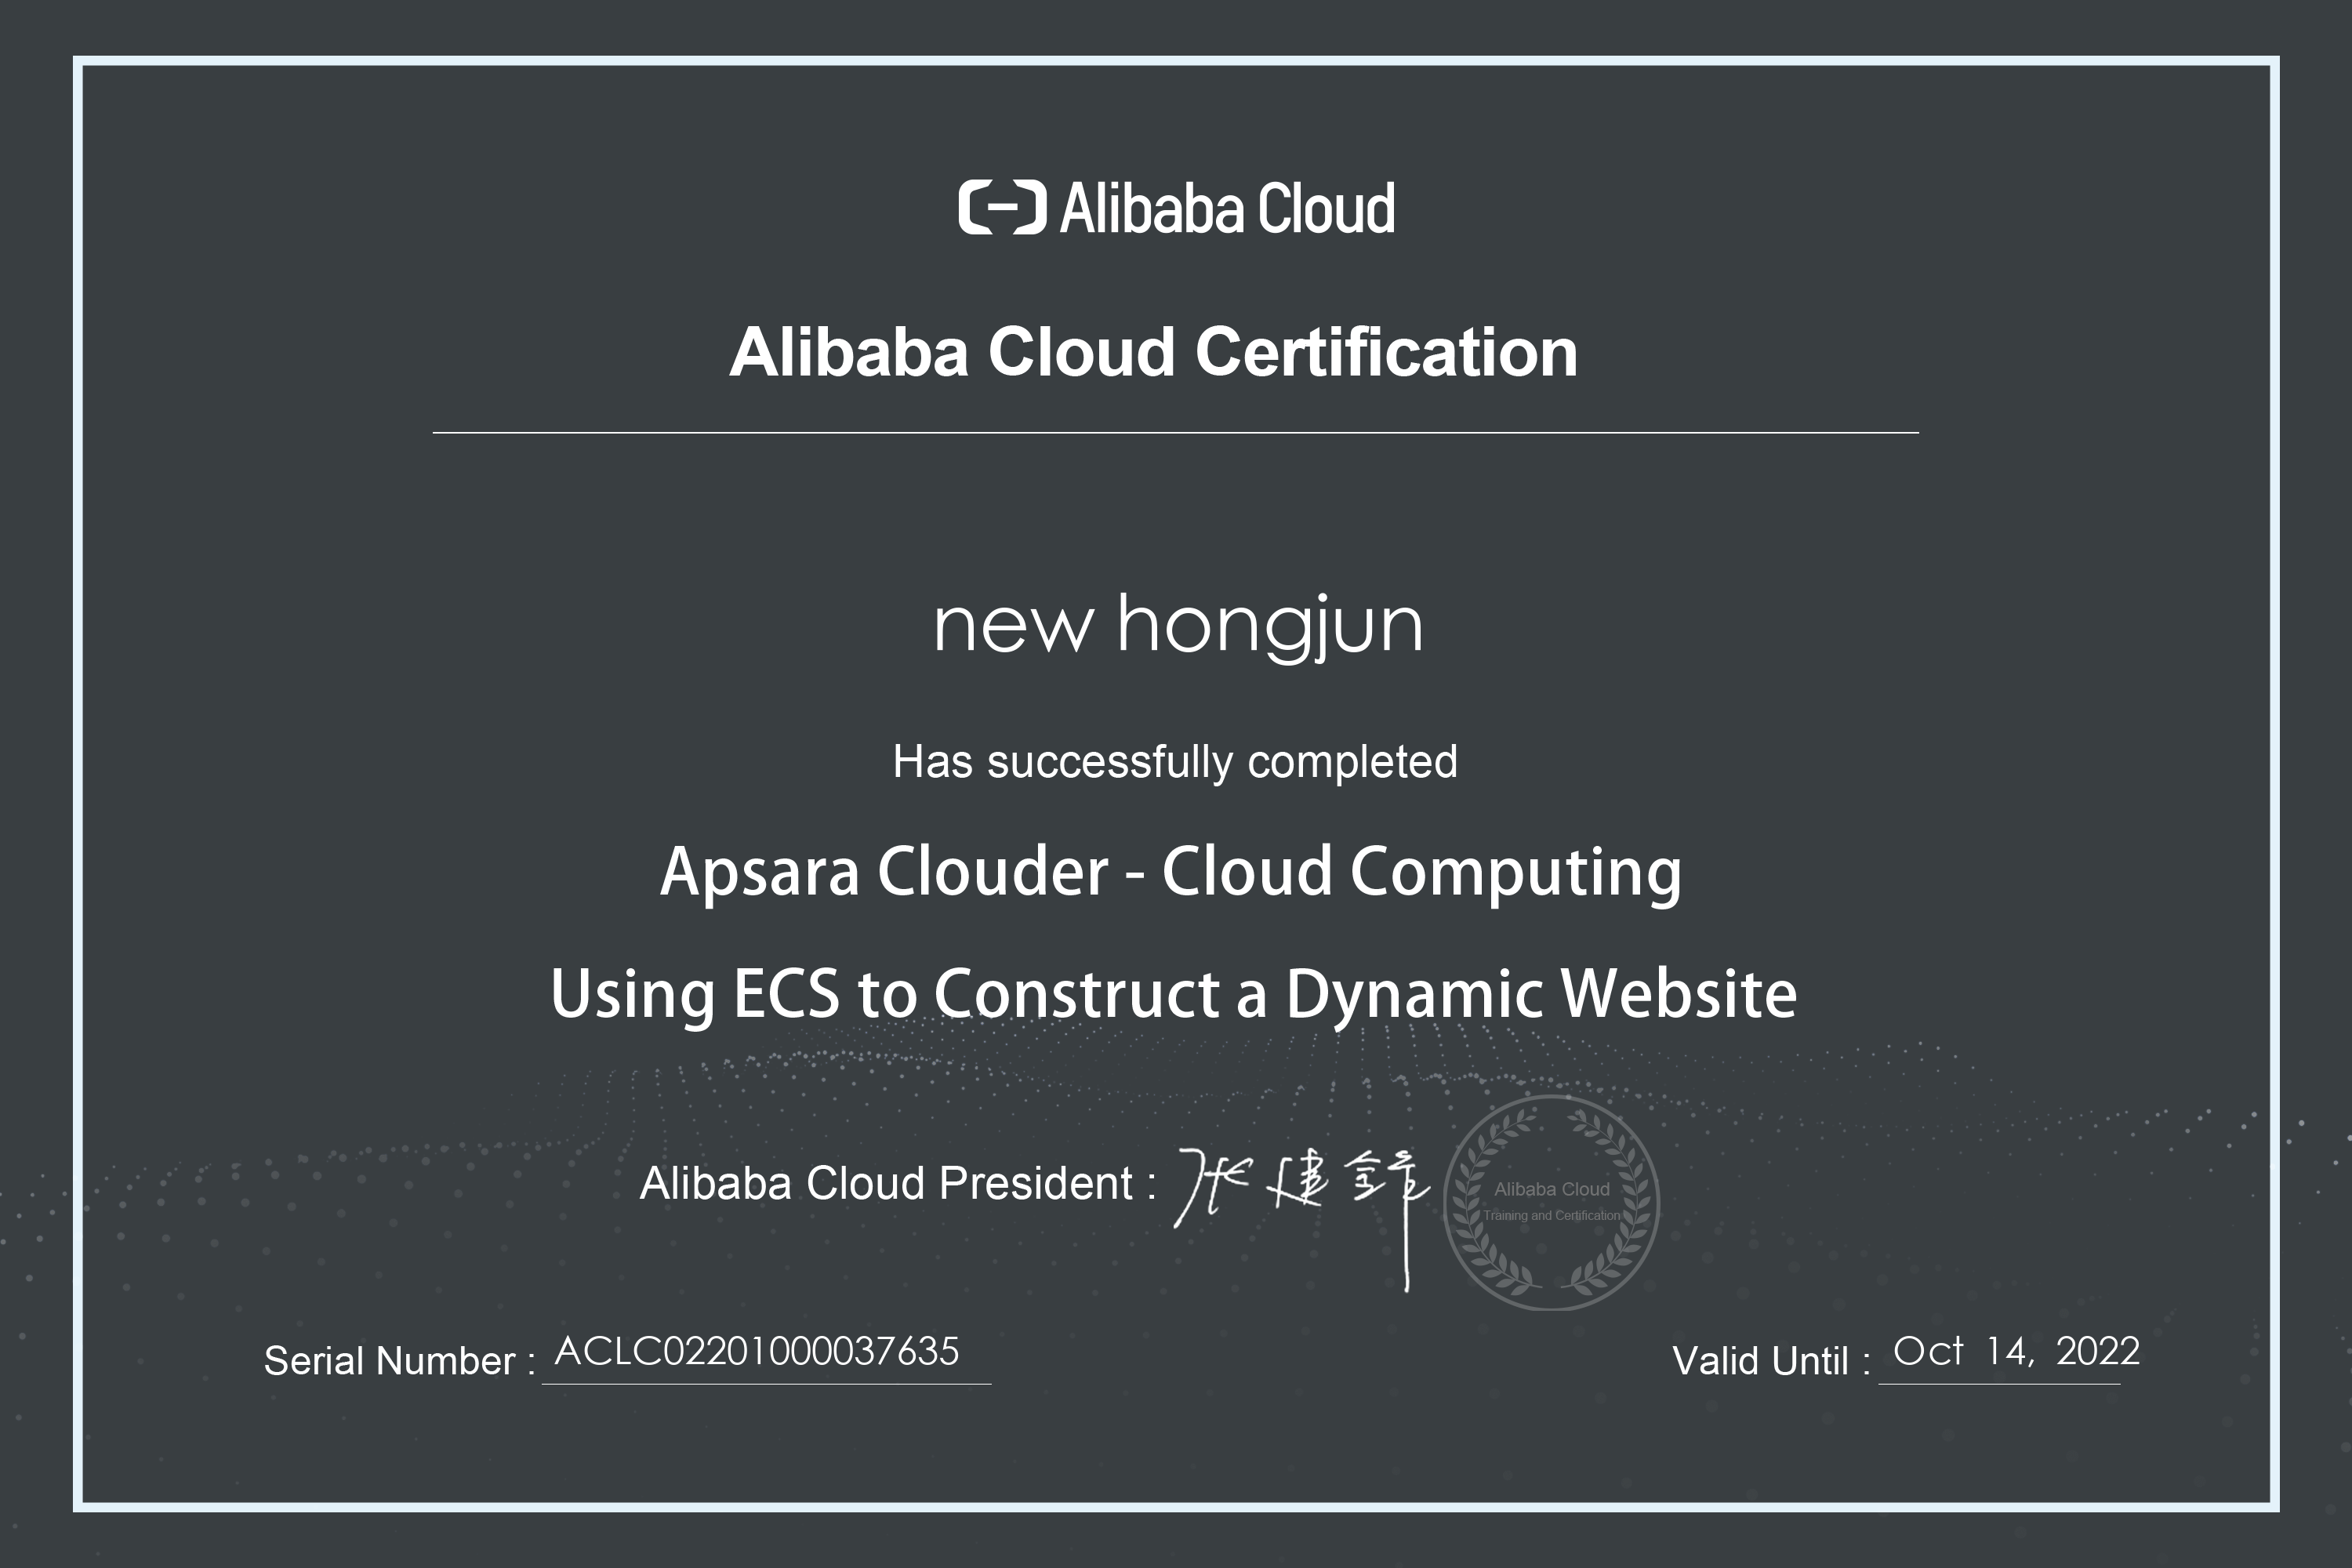 Alibaba Cloud
Alibaba Cloud Certification
new hongjun
Has successfully completed
Apsara Clouder - Cloud Computing
Using ECS to Construct a Dynamic Website
Alibaba Cloud President : 张建锋
Alibaba Cloud
Training and Certification
Serial Number : ACLC02201000037635
Valid Until : Oct 14, 2022